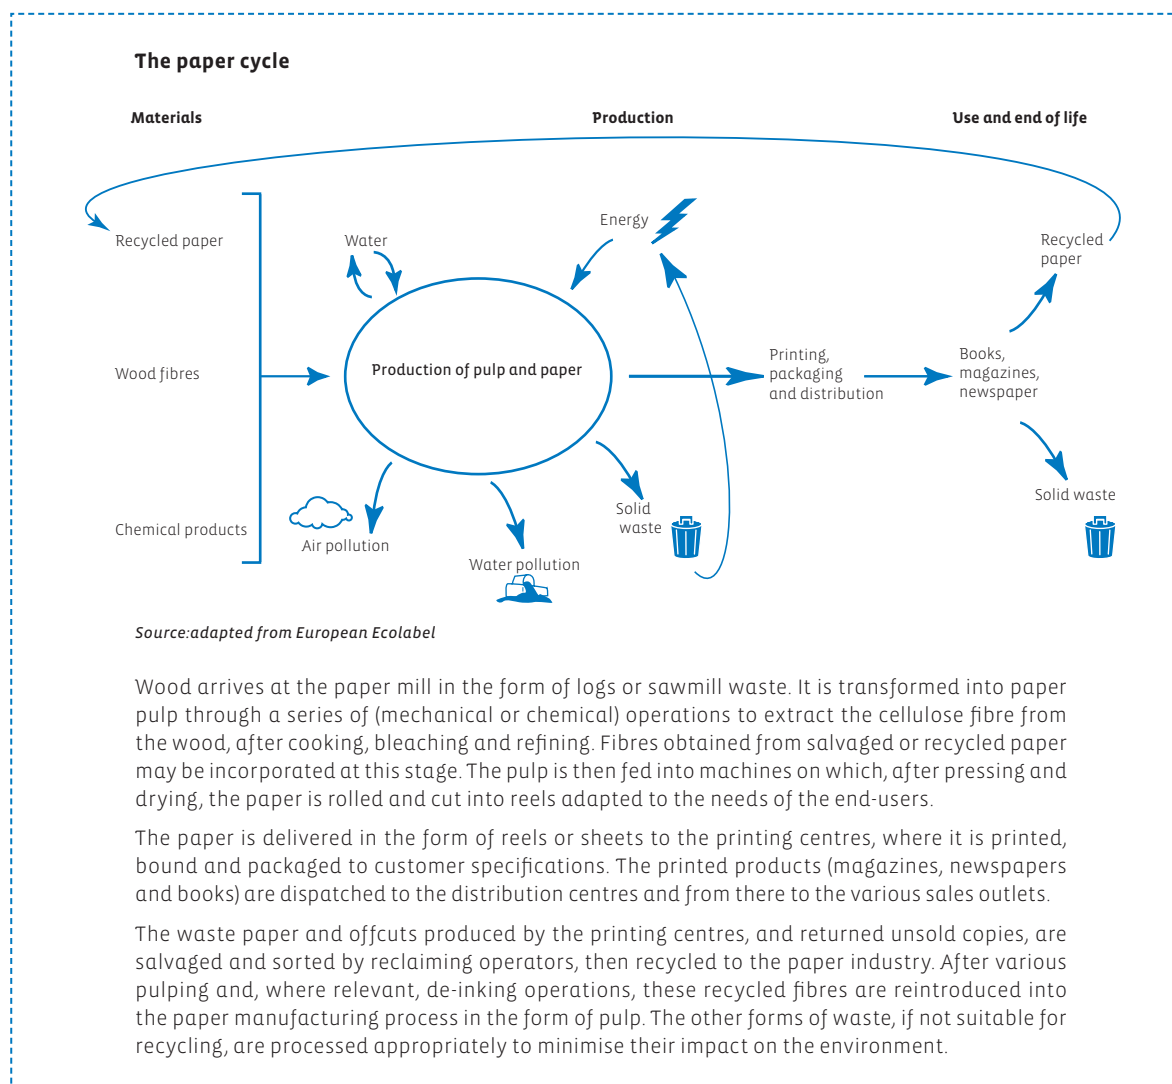 The paper cycle
Materials
Production
Use and end of life
Recycled paper
Wood fibres
Chemical products
Water
Energy
Production of pulp and paper
Air pollution
Water pollution
Solid
waste
Printing,
packaging
and distribution
Books,
magazines,
newspaper
Recycled
paper
Solid waste
Source:adapted from European Ecolabel
Wood arrives at the paper mill in the form of logs or sawmill waste. It is transformed into paper
pulp through a series of (mechanical or chemical) operations to extract the cellulose fibre from
the wood, after cooking, bleaching and refining. Fibres obtained from salvaged or recycled paper
may be incorporated at this stage. The pulp is then fed into machines on which, after pressing and
drying, the paper is rolled and cut into reels adapted to the needs of the end-users.
The paper is delivered in the form of reels or sheets to the printing centres, where it is printed,
bound and packaged to customer specifications. The printed products (magazines, newspapers
and books) are dispatched to the distribution centres and from there to the various sales outlets.
The waste paper and offcuts produced by the printing centres, and returned unsold copies, are
salvaged and sorted by reclaiming operators, then recycled to the paper industry. After various
pulping and, where relevant, de-inking operations, these recycled fibres are reintroduced into
the paper manufacturing process in the form of pulp. The other forms of waste, if not suitable for
recycling, are processed appropriately to minimise their impact on the environment.